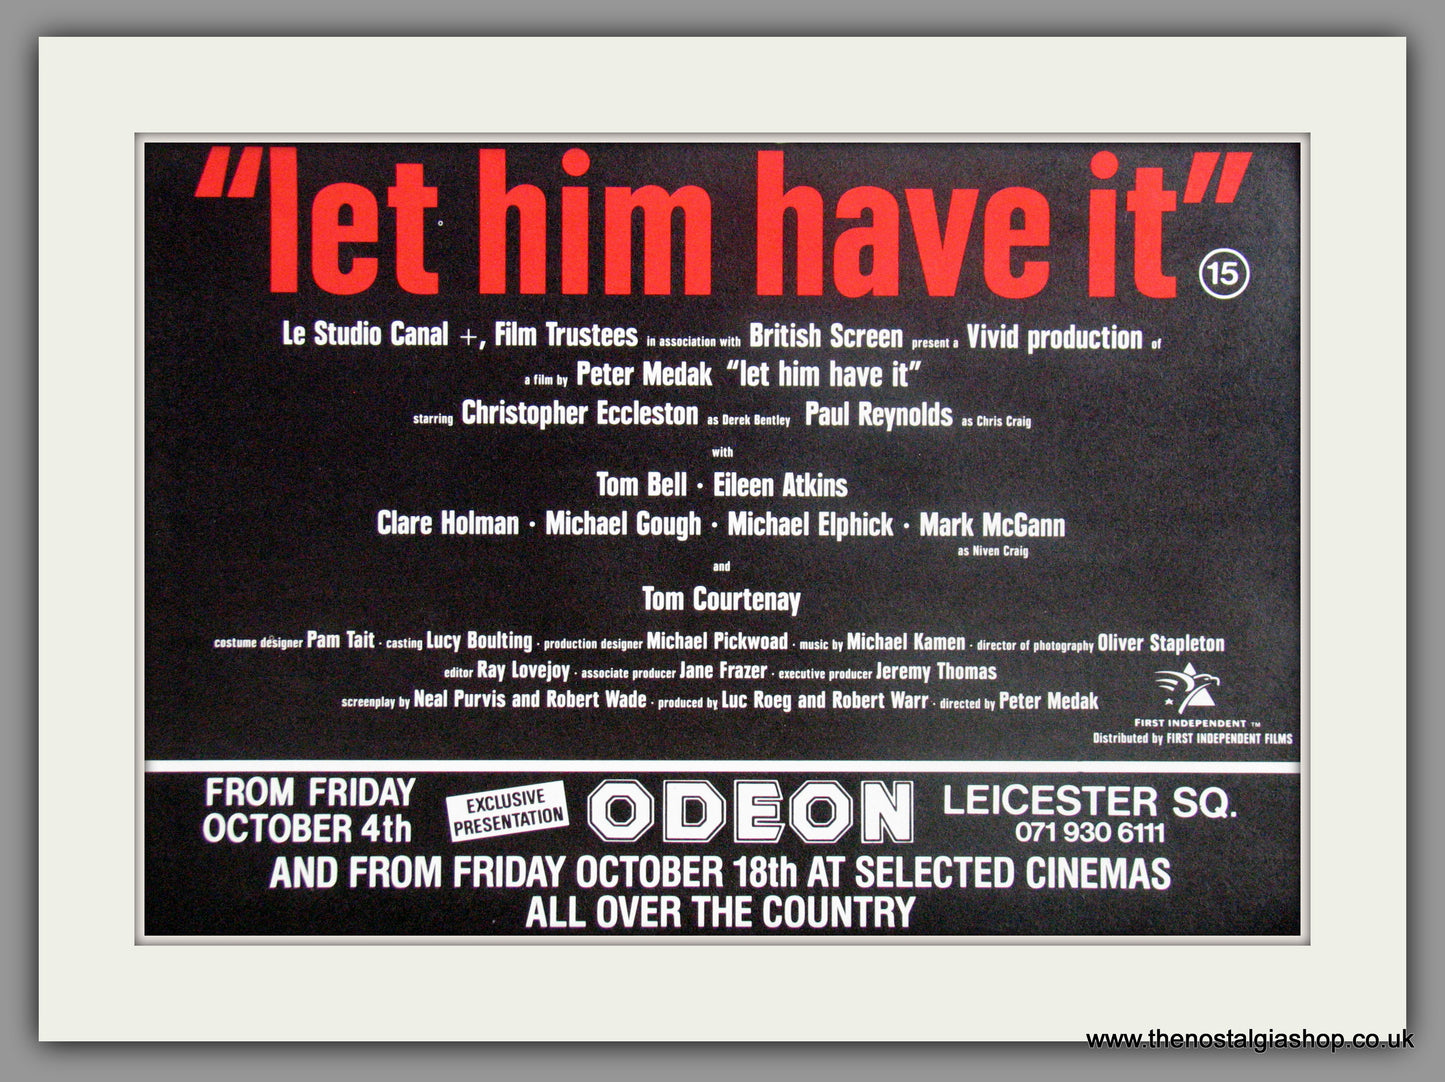 “let him have it”
15
Le Studio Canal +, Film Trustees in association with British Screen present a Vivid production of
a film by Peter Medak “let him have it”
starring Christopher Eccleston as Derek Bentley Paul Reynolds as Chris Craig
with
Tom Bell · Eileen Atkins
Clare Holman · Michael Gough · Michael Elphick · Mark McGann
as Niven Craig
and
Tom Courtenay
costume designer Pam Tait · casting Lucy Boulting · production designer Michael Pickwoad · music by Michael Kamen · director of photography Oliver Stapleton
editor Ray Lovejoy · associate producer Jane Frazer · executive producer Jeremy Thomas
screenplay by Neal Purvis and Robert Wade · produced by Luc Roeg and Robert Warr · directed by Peter Medak
FIRST INDEPENDENT ™
Distributed by FIRST INDEPENDENT FILMS
FROM FRIDAY
OCTOBER 4th
EXCLUSIVE
PRESENTATION
ODEON
LEICESTER SQ.
071 930 6111
AND FROM FRIDAY OCTOBER 18th AT SELECTED CINEMAS
ALL OVER THE COUNTRY
www.thenostalgiashop.co.uk